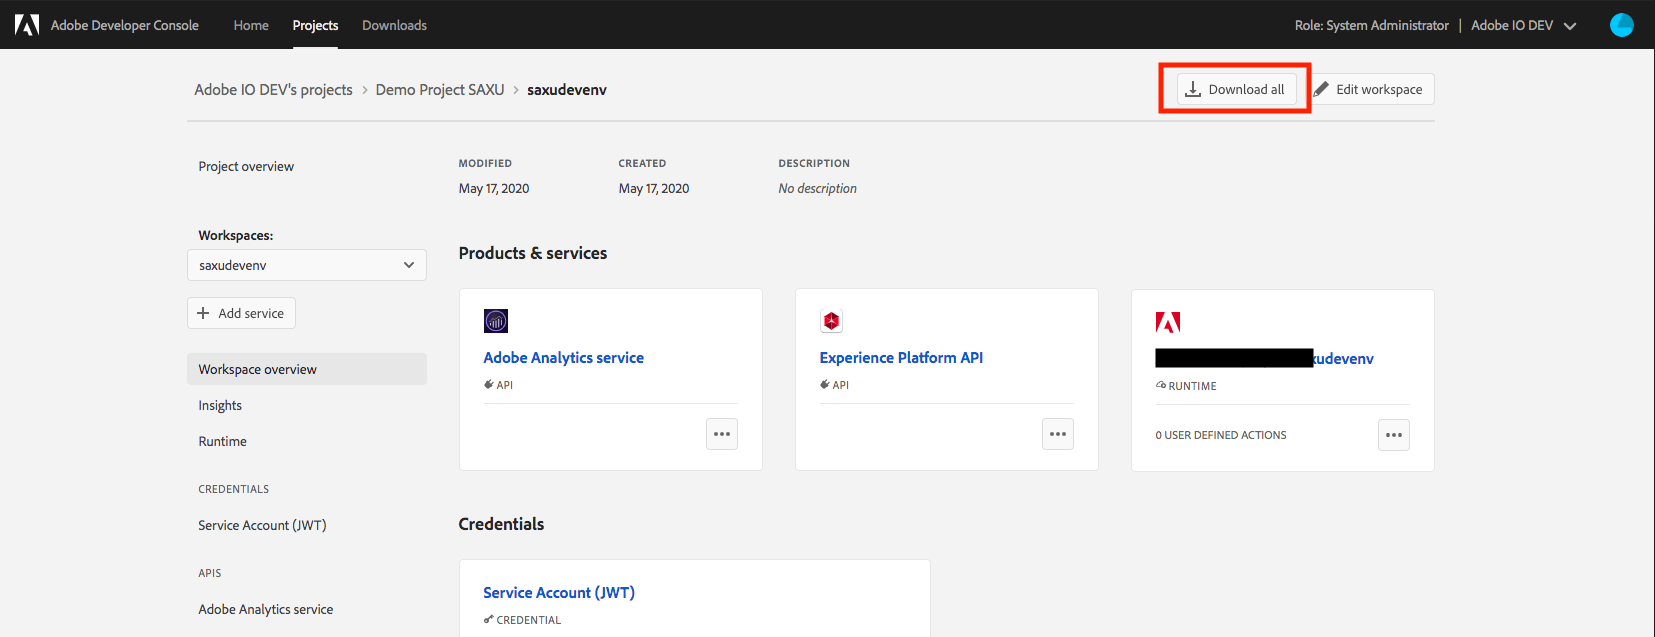 Adobe Developer Console Home Projects Downloads Role: System Administrator | Adobe IO DEV
Adobe IO DEV's projects > Demo Project SAXU > saxudevenv Download all Edit workspace
Project overview
MODIFIED CREATED DESCRIPTION
May 17, 2020 May 17, 2020 No description
Workspaces:
saxudevenv
Add service
Workspace overview
Insights
Runtime
CREDENTIALS
Service Account (JWT)
APIS
Adobe Analytics service
Products & services
Adobe Analytics service
API
Experience Platform API
API
xudevenv
RUNTIME
0 USER DEFINED ACTIONS
Credentials
Service Account (JWT)
CREDENTIAL